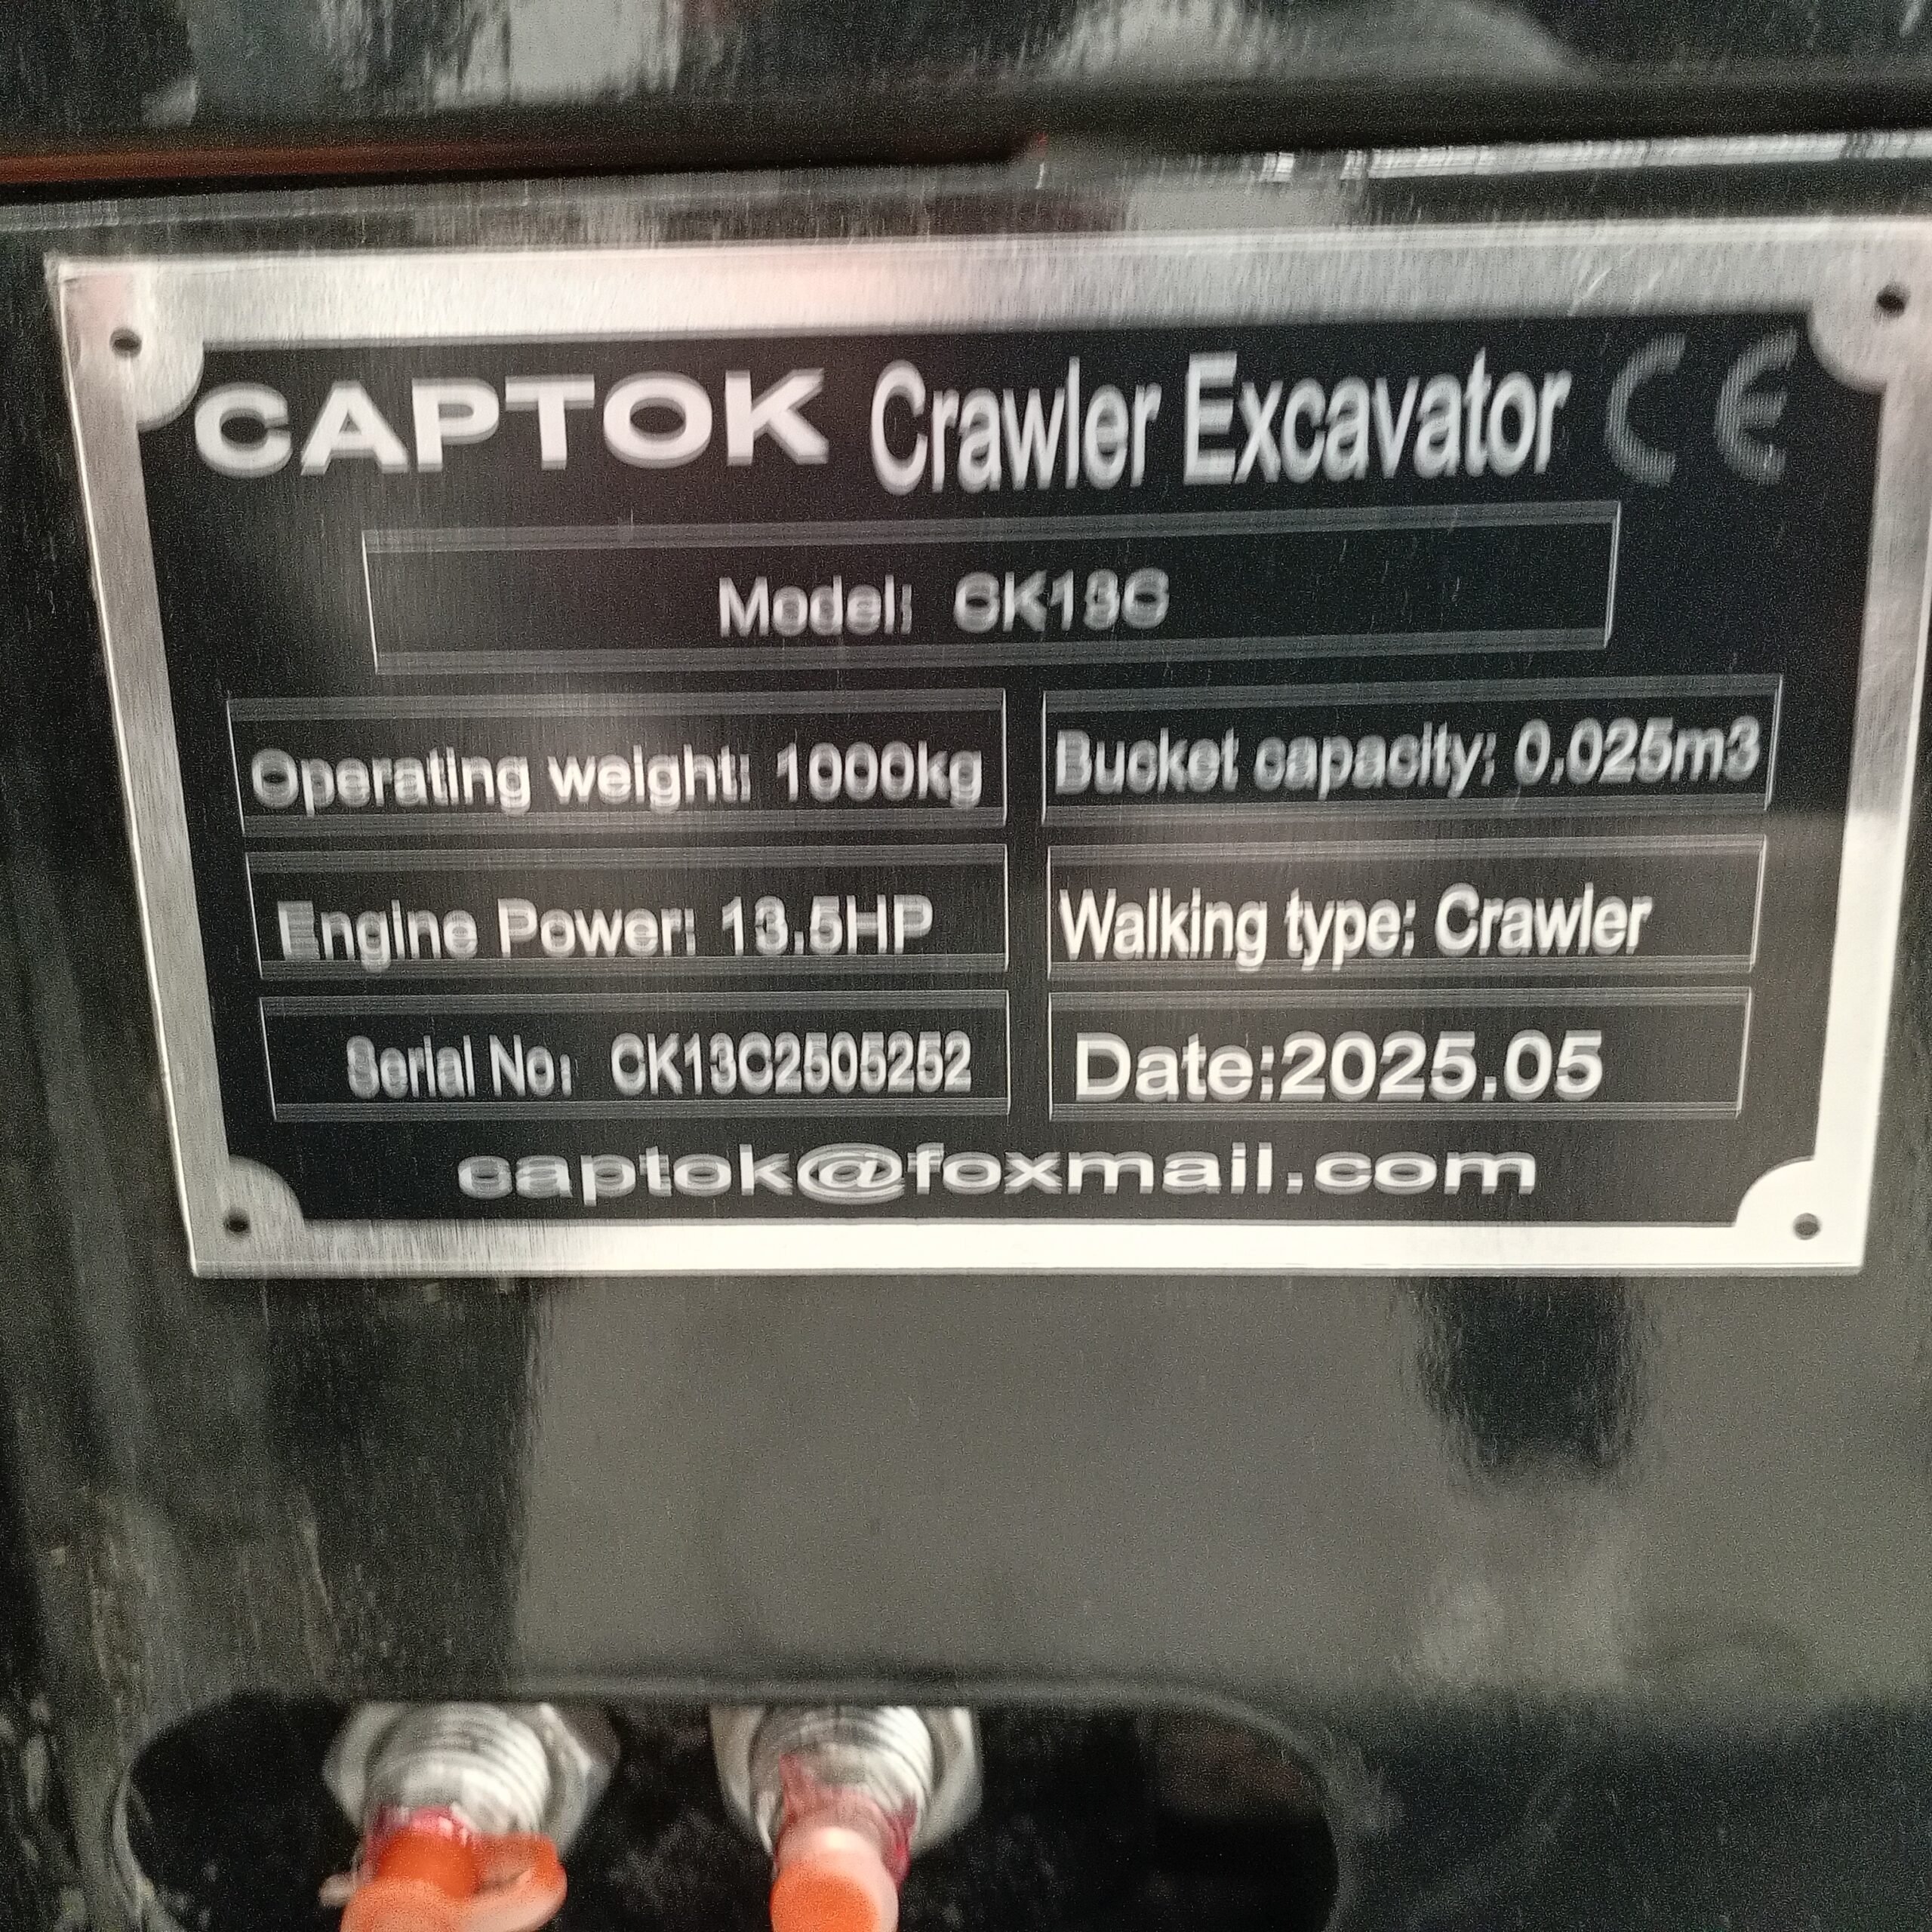 CAPTOK Crawler Excavator CE
Model: CK13C
Operating weight: 1000kg
Bucket capacity: 0.025m3
Engine Power: 13.5HP
Walking type: Crawler
Serial No: CK13C2505252
Date:2025.05
captok@foxmail.com